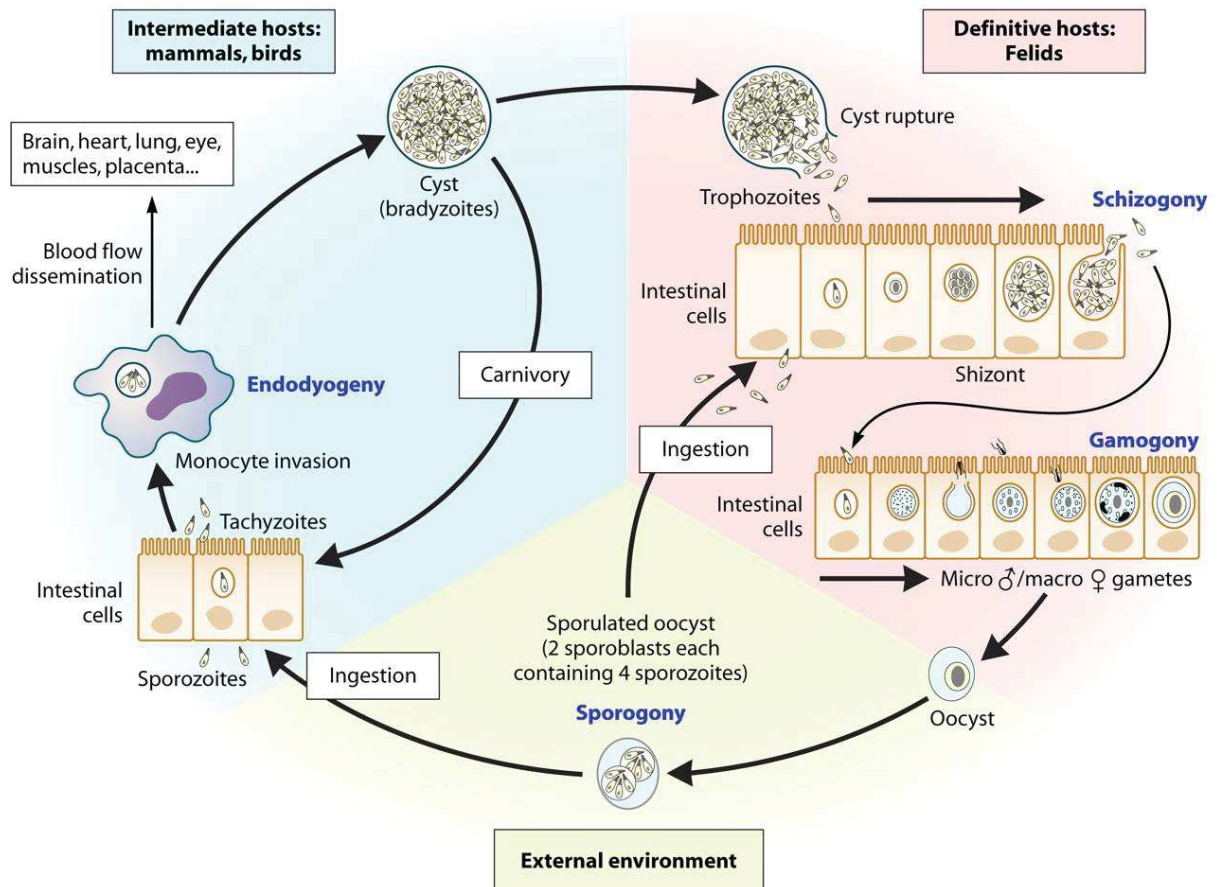 Intermediate hosts:
mammals, birds
Definitive hosts:
Felids
Brain, heart, lung, eye,
muscles, placenta...
Cyst
(bradyzoites)
Cyst rupture
Trophozoites
Schizogony
Blood flow
dissemination
Intestinal
cells
Endodyogeny
Carnivory
Shizont
Monocyte invasion
Ingestion
Gamogony
Tachyzoites
Intestinal
cells
Intestinal
cells
Micro ♂/macro ♀ gametes
Sporozoites
Ingestion
Sporulated oocyst
(2 sporoblasts each
containing 4 sporozoites)
Sporogony
Oocyst
External environment